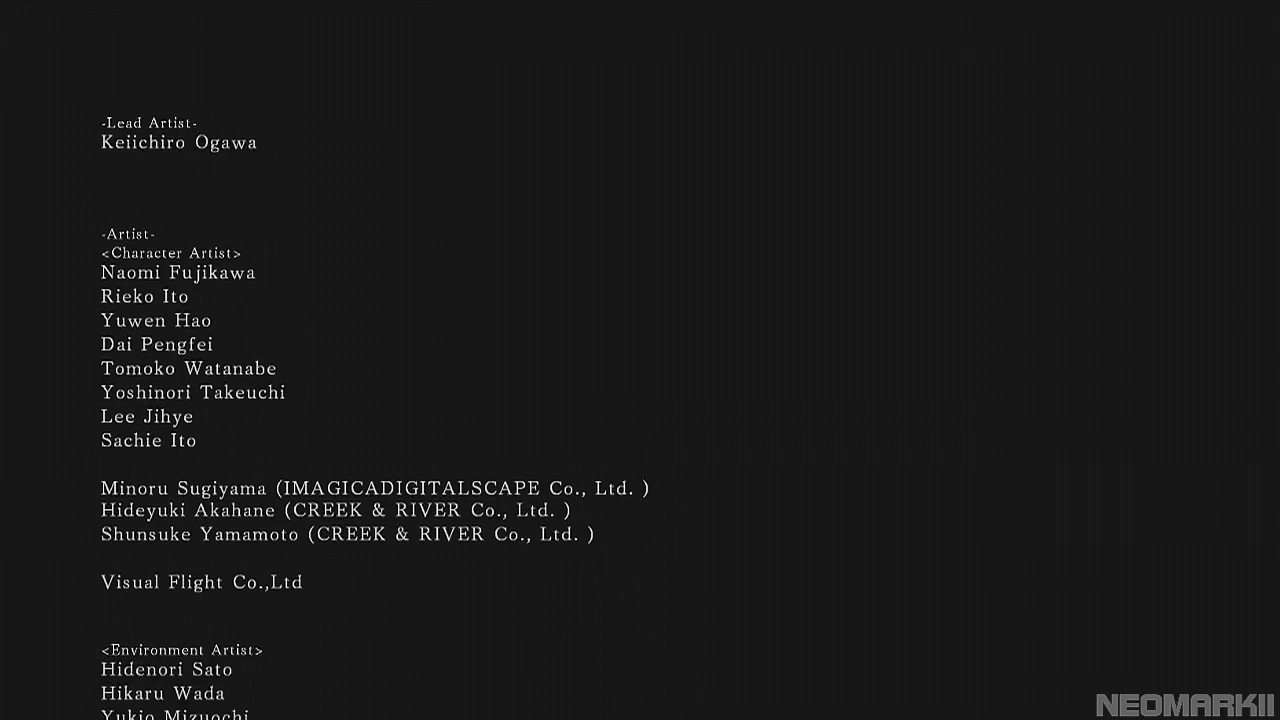 -Lead Artist-
Keiichiro Ogawa
-Artist-
<Character Artist>
Naomi Fujikawa
Rieko Ito
Yuwen Hao
Dai Pengfei
Tomoko Watanabe
Yoshinori Takeuchi
Lee Jihye
Sachie Ito
Minoru Sugiyama (IMAGICADIGITALSCAPE Co., Ltd. )
Hideyuki Akahane (CREEK & RIVER Co., Ltd. )
Shunsuke Yamamoto (CREEK & RIVER Co., Ltd. )
Visual Flight Co.,Ltd
<Environment Artist>
Hidenori Sato
Hikaru Wada
Yukio Mizuochi
NEOMARKII